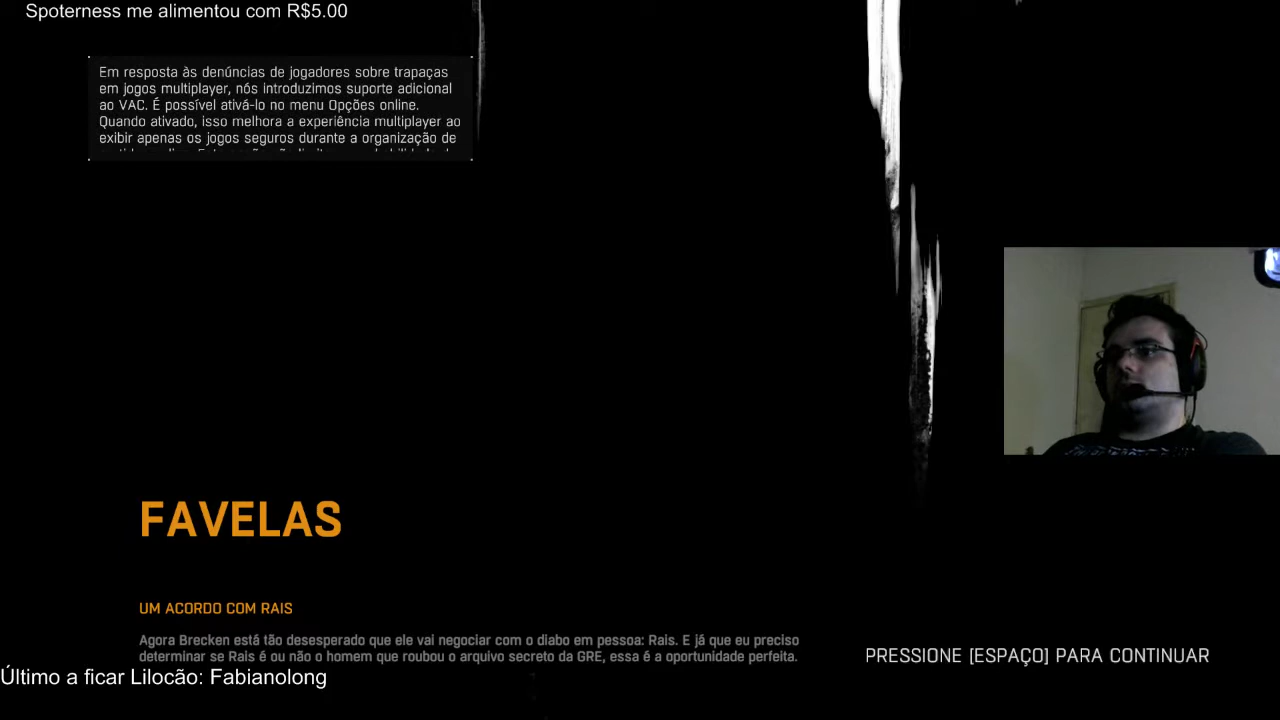 Spoterness me alimentou com R$5.00
Em resposta às denúncias de jogadores sobre trapaças
em jogos multiplayer, nós introduzimos suporte adicional
ao VAC. É possível ativá-lo no menu Opções online.
Quando ativado, isso melhora a experiência multiplayer ao
exibir apenas os jogos seguros durante a organização de
FAVELAS
UM ACORDO COM RAIS
Agora Brecken está tão desesperado que ele vai negociar com o diabo em pessoa: Rais. E já que eu preciso
determinar se Rais é ou não o homem que roubou o arquivo secreto da GRE, essa é a oportunidade perfeita.
PRESSIONE [ESPAÇO] PARA CONTINUAR
Último a ficar Lilocão: Fabianolong